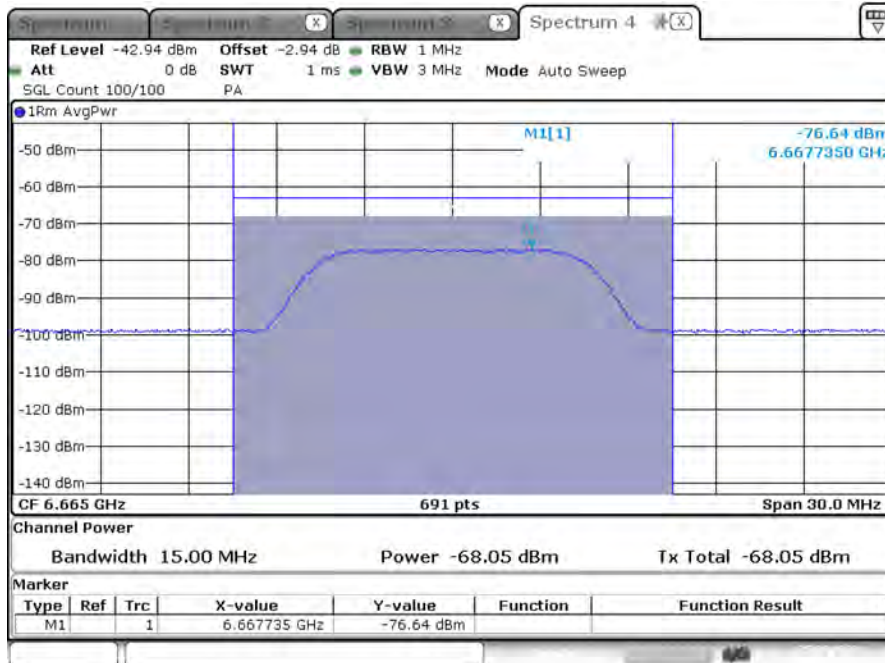 Spectrum 4
Ref Level -42.94 dBm Offset -2.94 dB RBW 1 MHz
Att 0 dB SWT 1 ms VBW 3 MHz Mode Auto Sweep
SGL Count 100/100 PA
1Rm AvgPwr
M1[1] -76.64 dBm
6.6677350 GHz
-50 dBm
-60 dBm
-70 dBm
-80 dBm
-90 dBm
-100 dBm
-110 dBm
-120 dBm
-130 dBm
-140 dBm
CF 6.665 GHz 691 pts Span 30.0 MHz
Channel Power
Bandwidth 15.00 MHz Power -68.05 dBm Tx Total -68.05 dBm
Marker
Type Ref Trc X-value Y-value Function Function Result
M1 1 6.667735 GHz -76.64 dBm